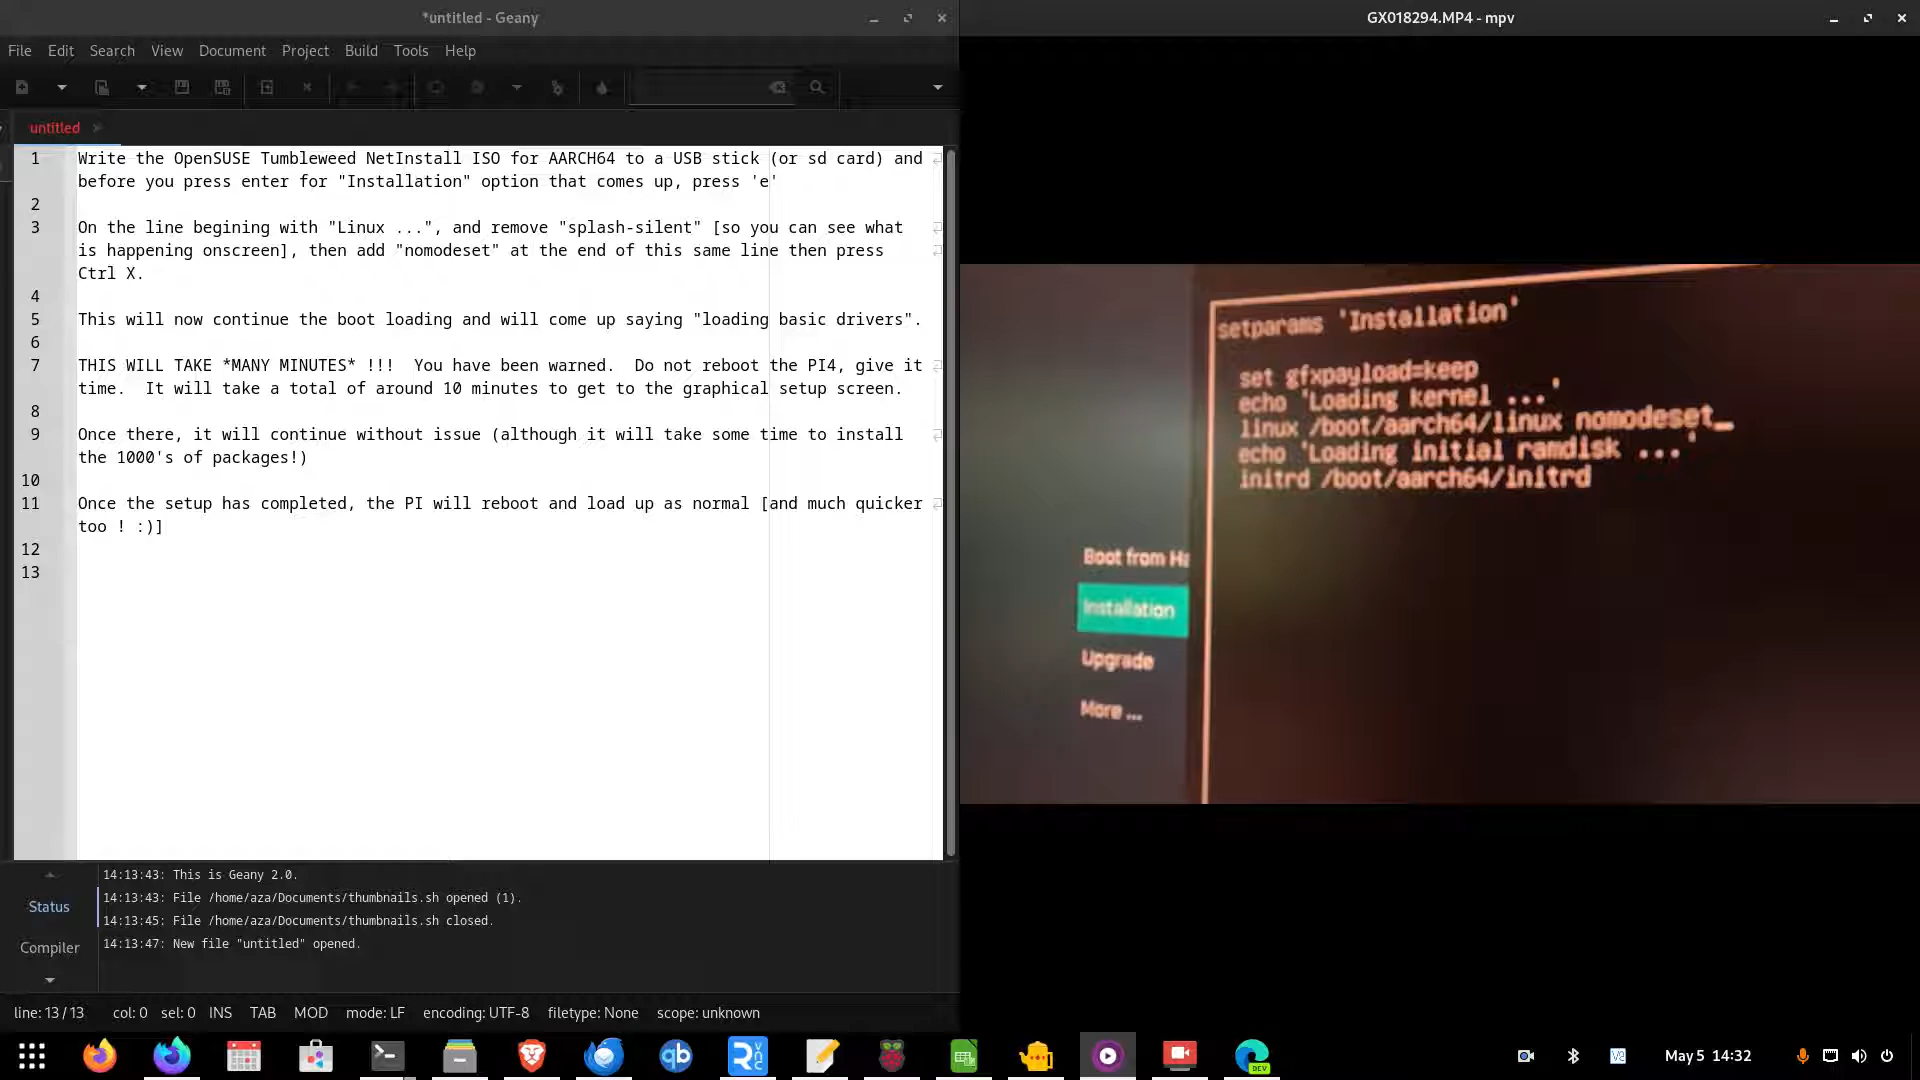 *untitled - Geany
GX018294.MP4 - mpv
File Edit Search View Document Project Build Tools Help
untitled
1 Write the OpenSUSE Tumbleweed NetInstall ISO for AARCH64 to a USB stick (or sd card) and
before you press enter for "Installation" option that comes up, press 'e'
2
3 On the line begining with "Linux ...", and remove "splash-silent" [so you can see what
is happening onscreen], then add "nomodeset" at the end of this same line then press
Ctrl X.
4
5 This will now continue the boot loading and will come up saying "loading basic drivers".
6
7 THIS WILL TAKE *MANY MINUTES* !!!  You have been warned.  Do not reboot the PI4, give it
time.  It will take a total of around 10 minutes to get to the graphical setup screen.
8
9 Once there, it will continue without issue (although it will take some time to install
the 1000's of packages!)
10
11 Once the setup has completed, the PI will reboot and load up as normal [and much quicker
too ! :)]
12
13
setparams 'Installation'
set gfxpayload=keep
echo 'Loading kernel ...'
linux /boot/aarch64/linux nomodeset_
echo 'Loading initial ramdisk ...'
initrd /boot/aarch64/initrd
Boot from Ha
Installation
Upgrade
More ...
Status
Compiler
14:13:43: This is Geany 2.0.
14:13:43: File /home/aza/Documents/thumbnails.sh opened (1).
14:13:45: File /home/aza/Documents/thumbnails.sh closed.
14:13:47: New file "untitled" opened.
line: 13 / 13 col: 0 sel: 0 INS TAB MOD mode: LF encoding: UTF-8 filetype: None scope: unknown
qb
VNC
DEV
May 5 14:32